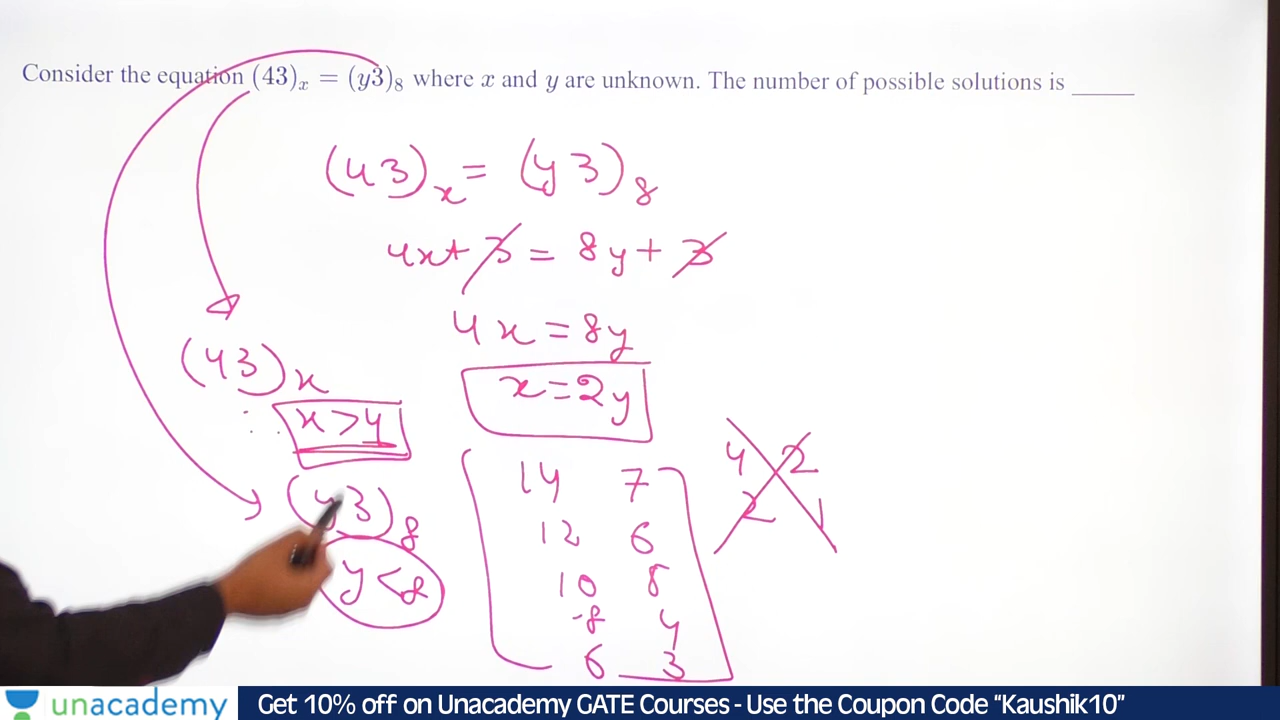 Consider the equation (43)ₓ = (y3)₈ where x and y are unknown. The number of possible solutions is _____
(43)ₓ = (y3)₈
4x + 3 = 8y + 3
4x = 8y
x = 2y
(43)ₓ
∴ x > 4
(y3)₈
y < 8
14 7
12 6
10 5
8 4
6 3
4 2
2 1
unacademy
Get 10% off on Unacademy GATE Courses - Use the Coupon Code “Kaushik10”